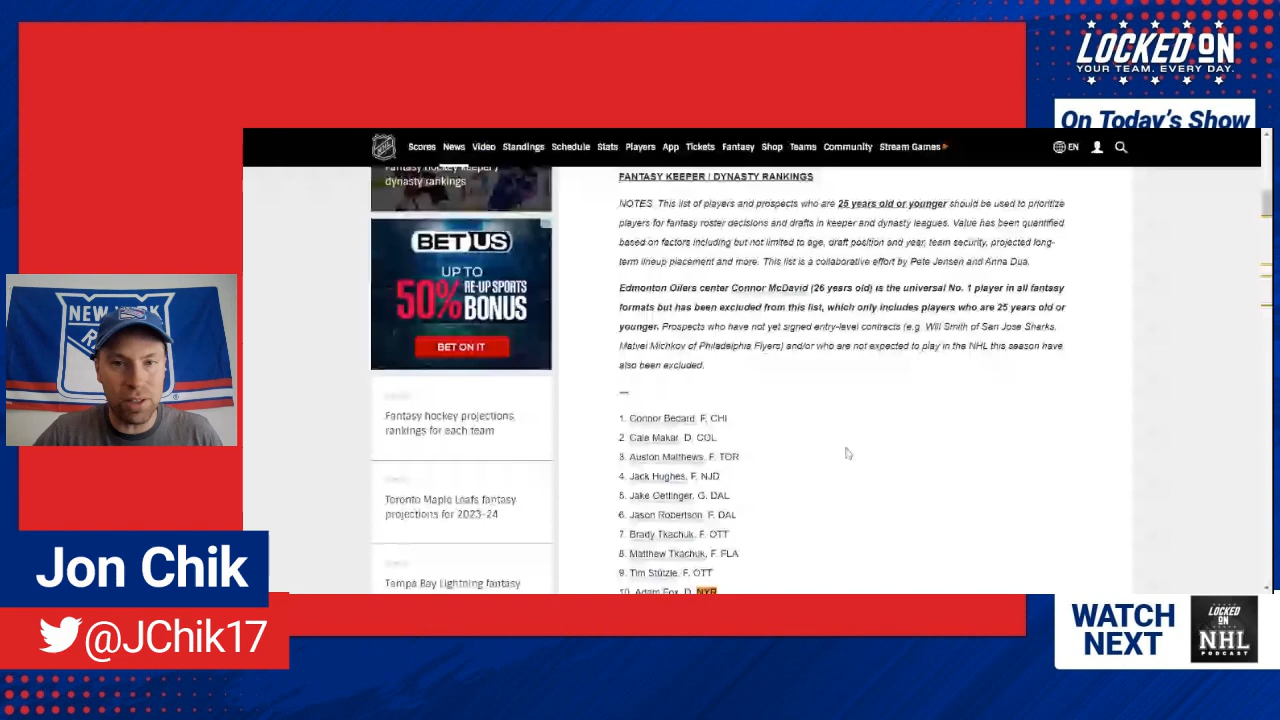 LOCKED ON
YOUR TEAM. EVERY DAY.
On Today's Show
NHL
Scores News Video Standings Schedule Stats Players App Tickets Fantasy Shop Teams Community Stream Games EN
Fantasy hockey keeper /
dynasty rankings
BET US
UP TO
50% RE-UP SPORTS
BONUS
BET ON IT
Fantasy hockey projections,
rankings for each team
Toronto Maple Leafs fantasy
projections for 2023-24
Tampa Bay Lightning fantasy
FANTASY KEEPER / DYNASTY RANKINGS
NOTES: This list of players and prospects who are 25 years old or younger should be used to prioritize
players for fantasy roster decisions and drafts in keeper and dynasty leagues. Value has been quantified
based on factors including but not limited to age, draft position and year, team security, projected long-
term lineup placement and more. This list is a collaborative effort by Pete Jensen and Anna Dua.
Edmonton Oilers center Connor McDavid (26 years old) is the universal No. 1 player in all fantasy
formats but has been excluded from this list, which only includes players who are 25 years old or
younger. Prospects who have not yet signed entry-level contracts (e.g. Will Smith of San Jose Sharks,
Matvei Michkov of Philadelphia Flyers) and/or who are not expected to play in the NHL this season have
also been excluded.
—
1. Connor Bedard, F, CHI
2. Cale Makar, D, COL
3. Auston Matthews, F, TOR
4. Jack Hughes, F, NJD
5. Jake Oettinger, G, DAL
6. Jason Robertson, F, DAL
7. Brady Tkachuk, F, OTT
8. Matthew Tkachuk, F, FLA
9. Tim Stützle, F, OTT
10. Adam Fox, D, NYR
NEW YORK
Jon Chik
@JChik17
WATCH
NEXT
LOCKED ON
NHL
PODCAST